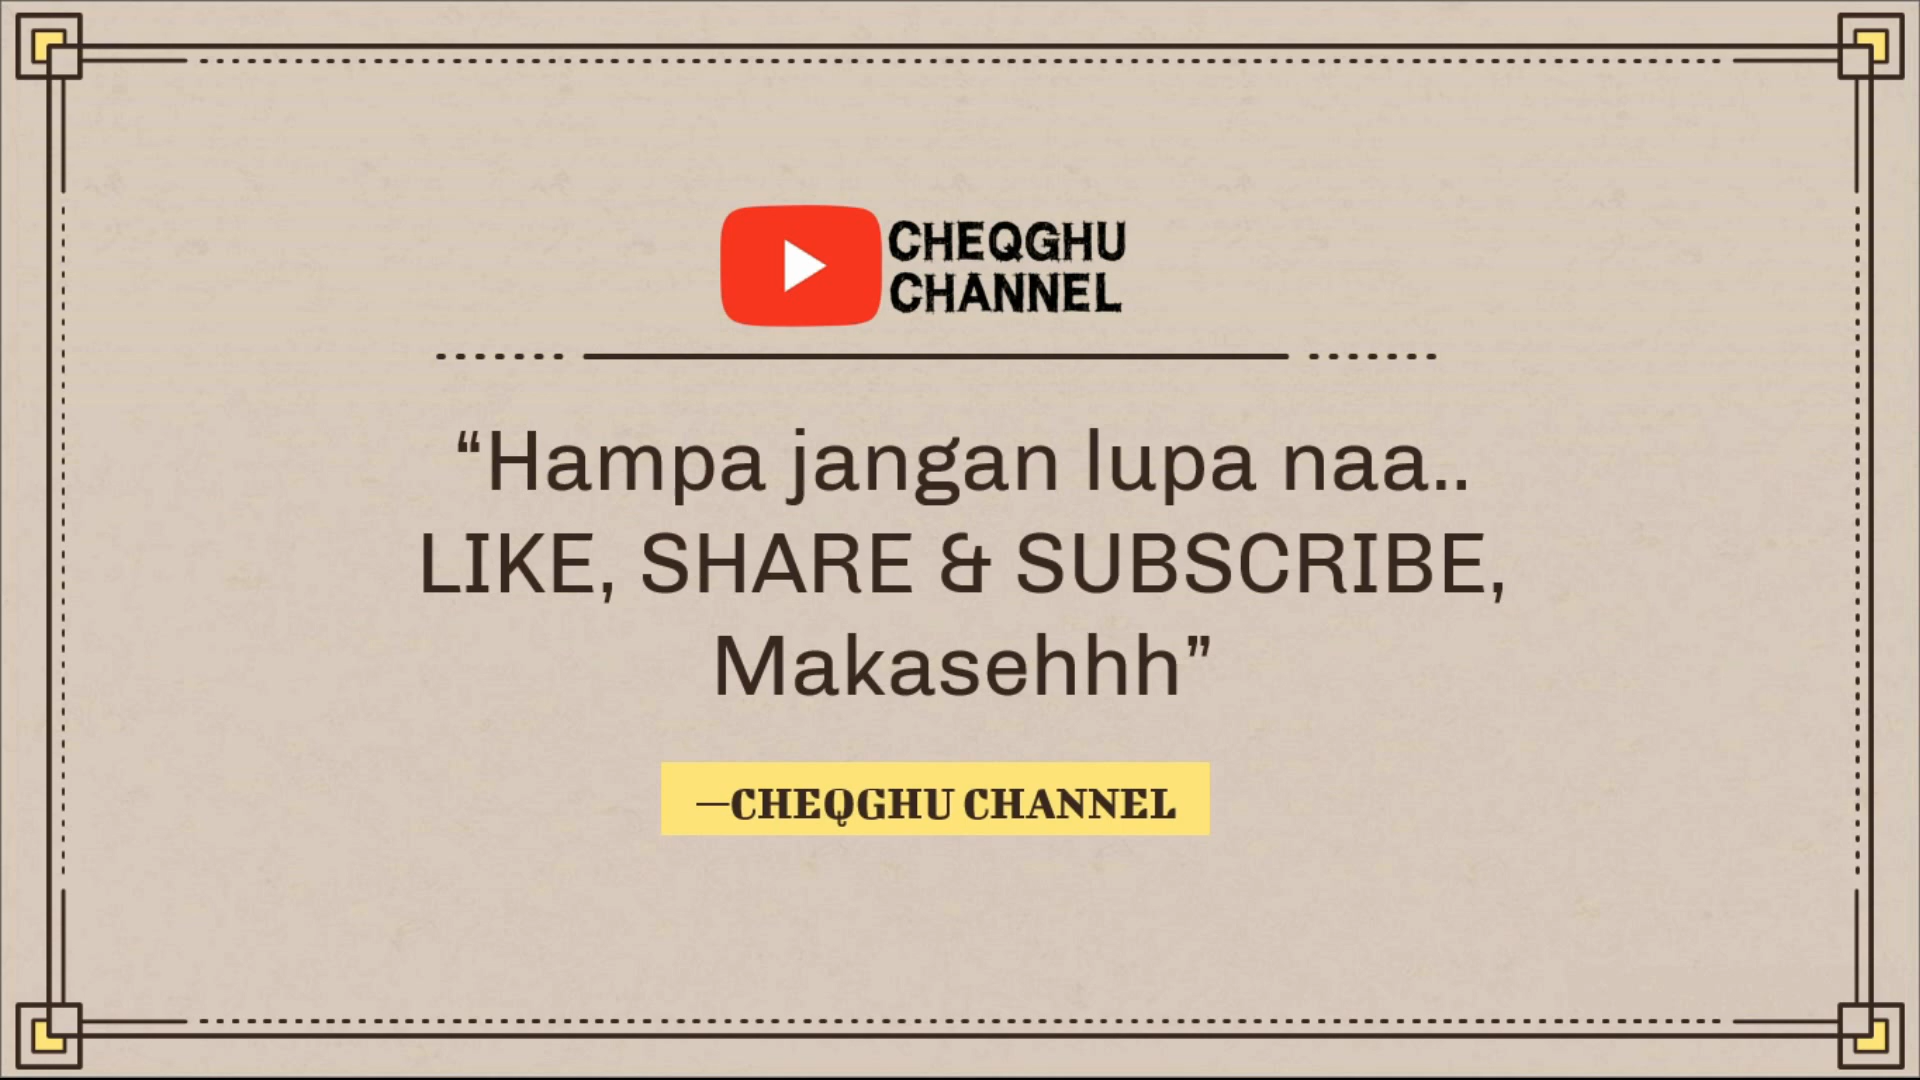 CHEQGHU
CHANNEL
“Hampa jangan lupa naa..
LIKE, SHARE & SUBSCRIBE,
Makasehhh”
—CHEQGHU CHANNEL